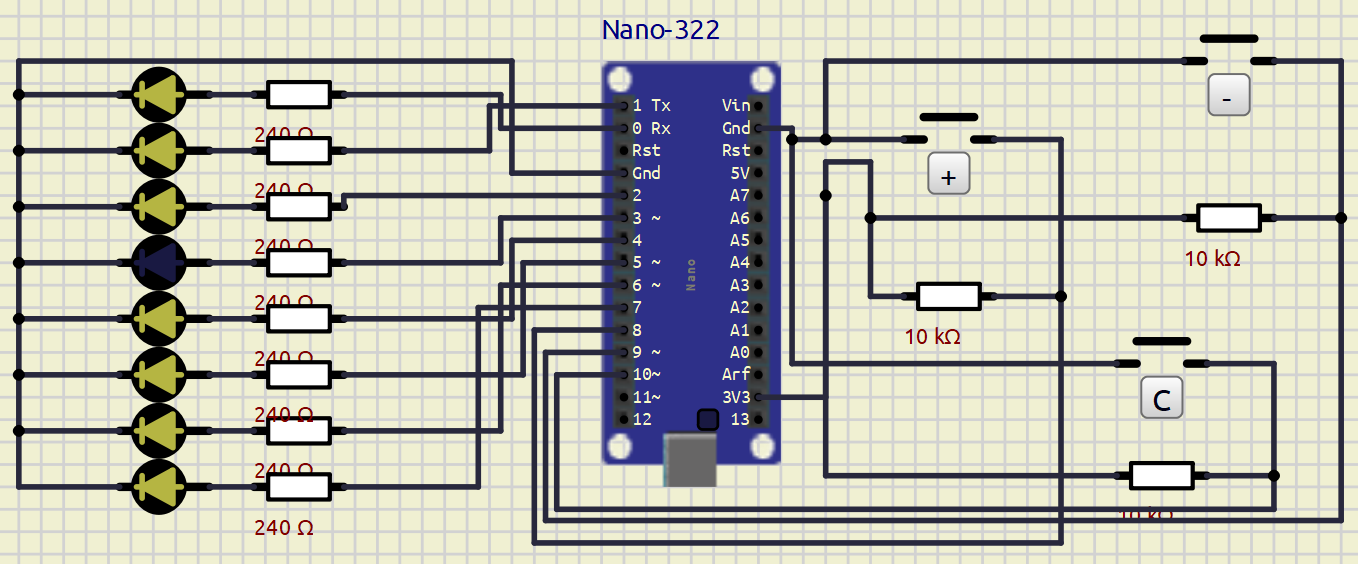 Nano-322
1 Tx
0 Rx
Rst
Gnd
2
3 ~
4
5 ~
6 ~
7
8
9 ~
10~
11~
12
Nano
Vin
Gnd
Rst
5V
A7
A6
A5
A4
A3
A2
A1
A0
Arf
3V3
13
240 Ω
240 Ω
240 Ω
240 Ω
240 Ω
240 Ω
240 Ω
240 Ω
-
+
10 kΩ
10 kΩ
C
10 kΩ